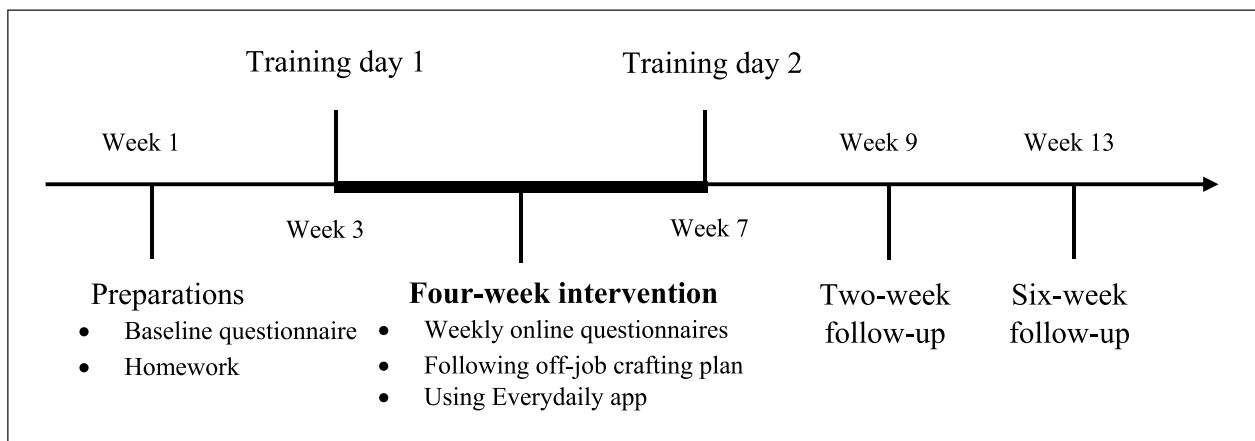 Training day 1
Training day 2
Week 1
Week 9
Week 13
Week 3
Week 7
Preparations
• Baseline questionnaire
• Homework
Four-week intervention
• Weekly online questionnaires
• Following off-job crafting plan
• Using Everydaily app
Two-week
follow-up
Six-week
follow-up